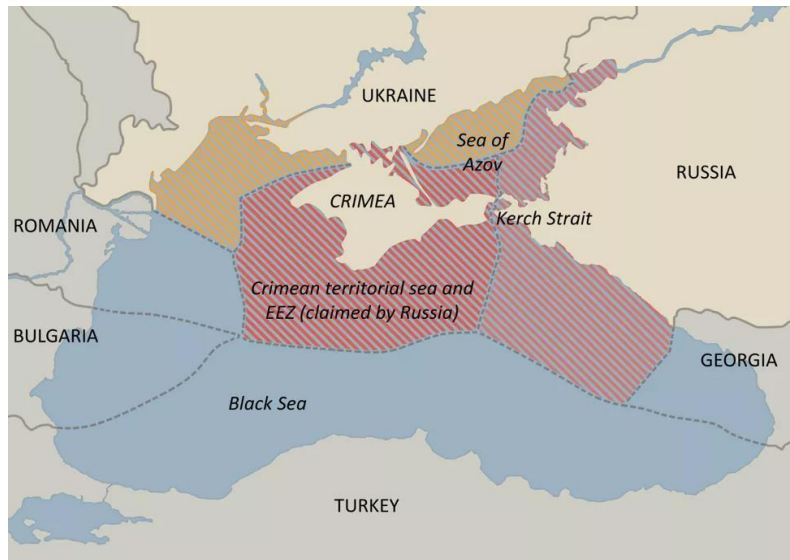 UKRAINE
Sea of
Azov
RUSSIA
CRIMEA
Kerch Strait
ROMANIA
Crimean territorial sea and
EEZ (claimed by Russia)
BULGARIA
GEORGIA
Black Sea
TURKEY